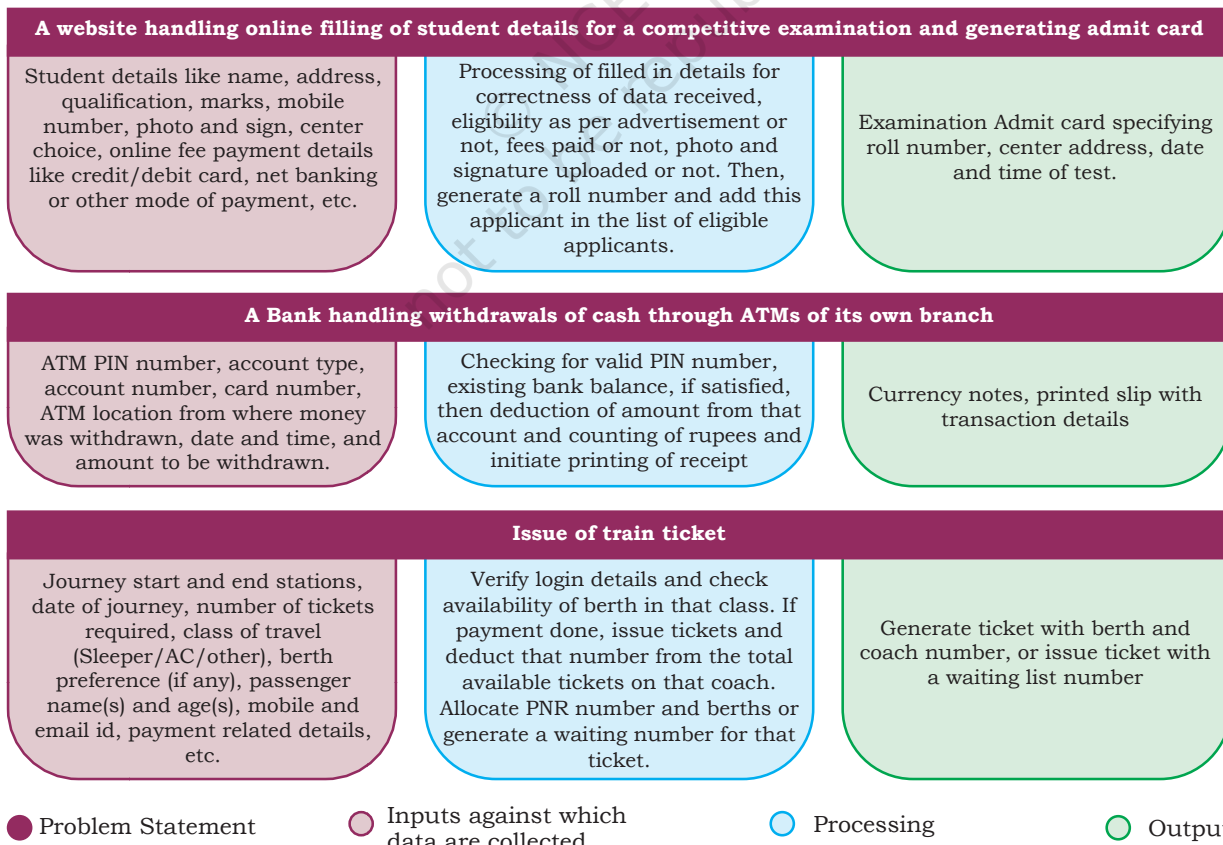 © NCE
not to be repu
A website handling online filling of student details for a competitive examination and generating admit card
Student details like name, address,
qualification, marks, mobile
number, photo and sign, center
choice, online fee payment details
like credit/debit card, net banking
or other mode of payment, etc.
Processing of filled in details for
correctness of data received,
eligibility as per advertisement or
not, fees paid or not, photo and
signature uploaded or not. Then,
generate a roll number and add this
applicant in the list of eligible
applicants.
Examination Admit card specifying
roll number, center address, date
and time of test.
A Bank handling withdrawals of cash through ATMs of its own branch
ATM PIN number, account type,
account number, card number,
ATM location from where money
was withdrawn, date and time, and
amount to be withdrawn.
Checking for valid PIN number,
existing bank balance, if satisfied,
then deduction of amount from that
account and counting of rupees and
initiate printing of receipt
Currency notes, printed slip with
transaction details
Issue of train ticket
Journey start and end stations,
date of journey, number of tickets
required, class of travel
(Sleeper/AC/other), berth
preference (if any), passenger
name(s) and age(s), mobile and
email id, payment related details,
etc.
Verify login details and check
availability of berth in that class. If
payment done, issue tickets and
deduct that number from the total
available tickets on that coach.
Allocate PNR number and berths or
generate a waiting number for that
ticket.
Generate ticket with berth and
coach number, or issue ticket with
a waiting list number
Problem Statement
Inputs against which
data are collected
Processing
Output